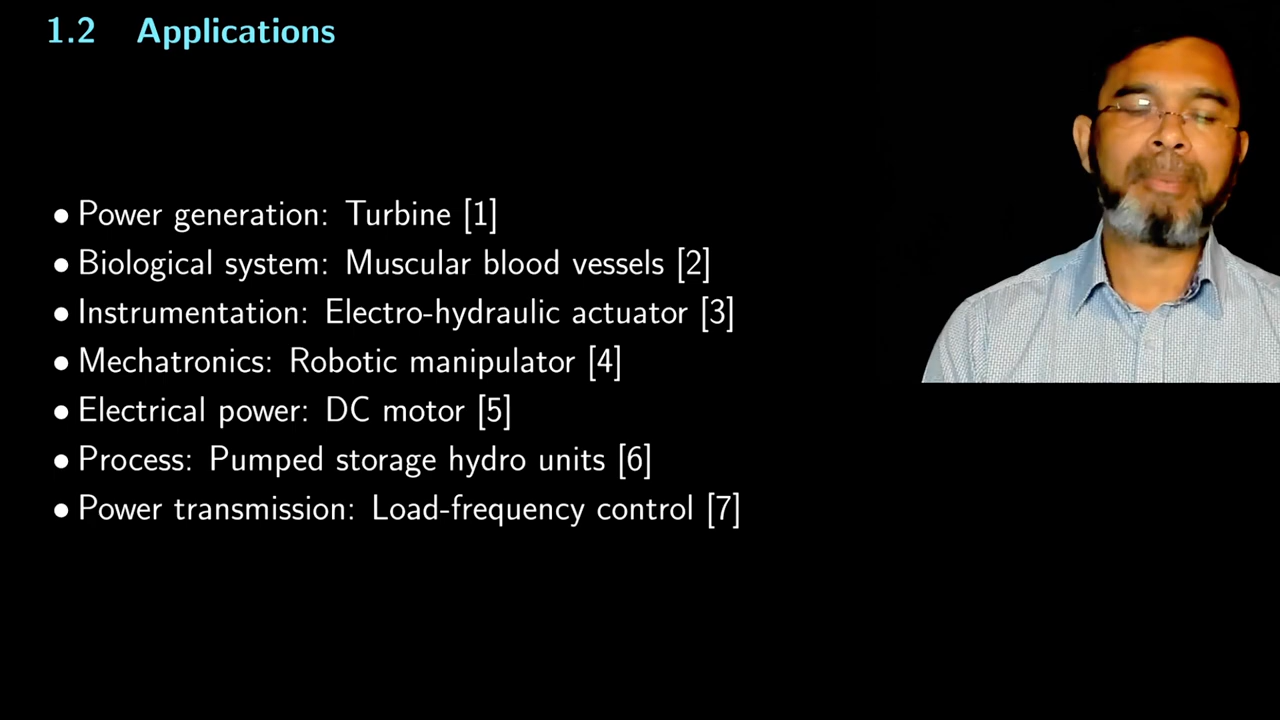 1.2 Applications
• Power generation: Turbine [1]
• Biological system: Muscular blood vessels [2]
• Instrumentation: Electro-hydraulic actuator [3]
• Mechatronics: Robotic manipulator [4]
• Electrical power: DC motor [5]
• Process: Pumped storage hydro units [6]
• Power transmission: Load-frequency control [7]